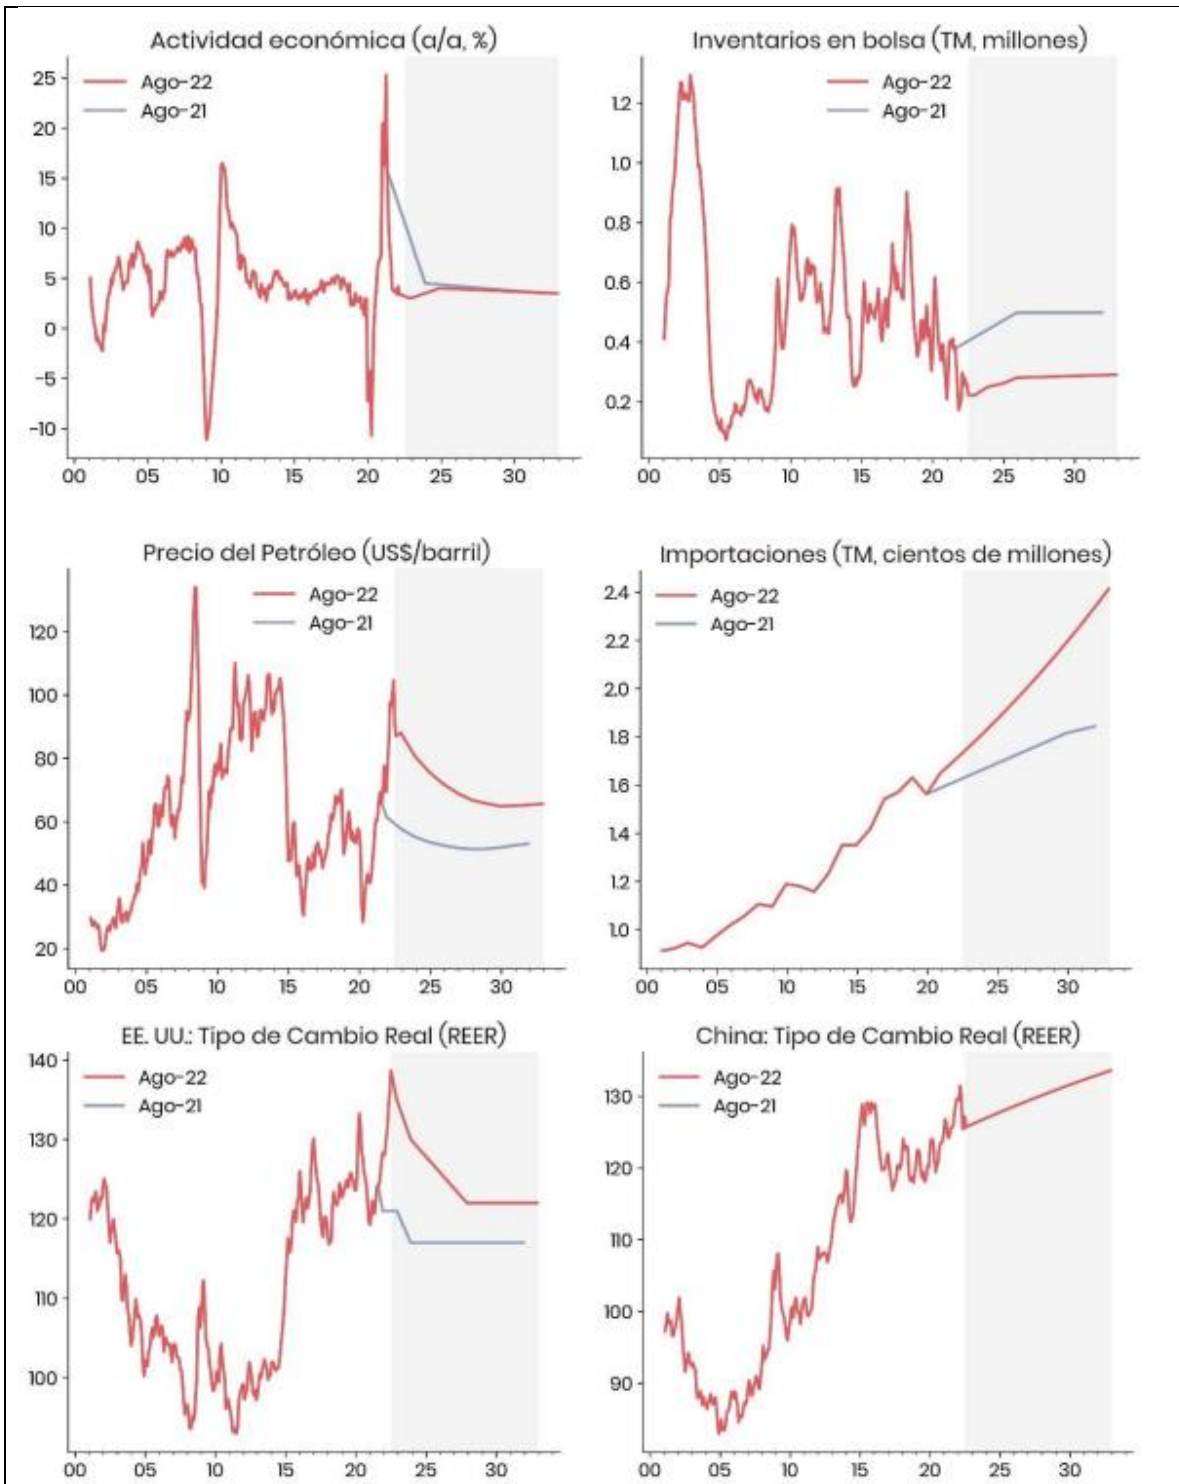 Actividad económica (a/a, %)
Ago-22
Ago-21
25
20
15
10
5
0
-5
-10
00 05 10 15 20 25 30
Inventarios en bolsa (TM, millones)
Ago-22
Ago-21
1.2
1.0
0.8
0.6
0.4
0.2
00 05 10 15 20 25 30
Precio del Petróleo (US$/barril)
Ago-22
Ago-21
120
100
80
60
40
20
00 05 10 15 20 25 30
Importaciones (TM, cientos de millones)
Ago-22
Ago-21
2.4
2.2
2.0
1.8
1.6
1.4
1.2
1.0
00 05 10 15 20 25 30
EE. UU.: Tipo de Cambio Real (REER)
Ago-22
Ago-21
140
130
120
110
100
00 05 10 15 20 25 30
China: Tipo de Cambio Real (REER)
Ago-22
Ago-21
130
120
110
100
90
00 05 10 15 20 25 30